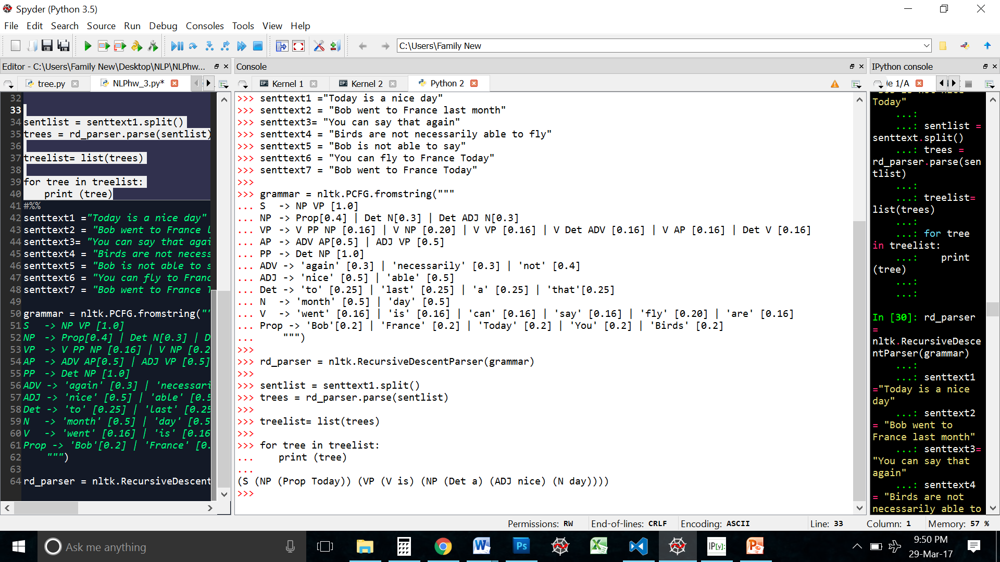 Spyder (Python 3.5)
File Edit Search Source Run Debug Consoles Tools View Help
C:\Users\Family New
Editor - C:\Users\Family New\Desktop\NLP\NLPhw...
tree.py NLPhw_3.py*
32
33
34 sentlist = senttext1.split()
35 trees = rd_parser.parse(sentlist)
36
37 treelist= list(trees)
38
39 for tree in treelist:
40 print (tree)
41 #%%
42 senttext1 ="Today is a nice day"
43 senttext2 = "Bob went to France l
44 senttext3= "You can say that agai
45 senttext4 = "Birds are not necess
46 senttext5 = "Bob is not able to s
47 senttext6 = "You can fly to Franc
48 senttext7 = "Bob went to France T
49
50 grammar = nltk.PCFG.fromstring("""
51 S -> NP VP [1.0]
52 NP -> Prop[0.4] | Det N[0.3] | D
53 VP -> V PP NP [0.16] | V NP [0.2
54 AP -> ADV AP[0.5] | ADJ VP [0.5]
55 PP -> Det NP [1.0]
56 ADV -> 'again' [0.3] | 'necessari
57 ADJ -> 'nice' [0.5] | 'able' [0.5
58 Det -> 'to' [0.25] | 'last' [0.25
59 N -> 'month' [0.5] | 'day' [0.5
60 V -> 'went' [0.16] | 'is' [0.16
61 Prop -> 'Bob'[0.2] | 'France' [0.
62 """)
63
64 rd_parser = nltk.RecursiveDescent
Console
Kernel 1 Kernel 2 Python 2
>>> senttext1 ="Today is a nice day"
>>> senttext2 = "Bob went to France last month"
>>> senttext3= "You can say that again"
>>> senttext4 = "Birds are not necessarily able to fly"
>>> senttext5 = "Bob is not able to say"
>>> senttext6 = "You can fly to France Today"
>>> senttext7 = "Bob went to France Today"
>>>
>>> grammar = nltk.PCFG.fromstring("""
... S -> NP VP [1.0]
... NP -> Prop[0.4] | Det N[0.3] | Det ADJ N[0.3]
... VP -> V PP NP [0.16] | V NP [0.20] | V VP [0.16] | V Det ADV [0.16] | V AP [0.16] | Det V [0.16]
... AP -> ADV AP[0.5] | ADJ VP [0.5]
... PP -> Det NP [1.0]
... ADV -> 'again' [0.3] | 'necessarily' [0.3] | 'not' [0.4]
... ADJ -> 'nice' [0.5] | 'able' [0.5]
... Det -> 'to' [0.25] | 'last' [0.25] | 'a' [0.25] | 'that'[0.25]
... N -> 'month' [0.5] | 'day' [0.5]
... V -> 'went' [0.16] | 'is' [0.16] | 'can' [0.16] | 'say' [0.16] | 'fly' [0.20] | 'are' [0.16]
... Prop -> 'Bob'[0.2] | 'France' [0.2] | 'Today' [0.2] | 'You' [0.2] | 'Birds' [0.2]
... """)
>>>
>>> rd_parser = nltk.RecursiveDescentParser(grammar)
>>>
>>> sentlist = senttext1.split()
>>> trees = rd_parser.parse(sentlist)
>>>
>>> treelist= list(trees)
>>>
>>> for tree in treelist:
... print (tree)
...
(S (NP (Prop Today)) (VP (V is) (NP (Det a) (ADJ nice) (N day))))
>>>
IPython console
le 1/A
Today"
...:
...: sentlist =
senttext.split()
...: trees =
rd_parser.parse(sen
tlist)
...:
...: treelist=
list(trees)
...:
...: for tree
in treelist:
...: print
(tree)
...:
...:
In [30]: rd_parser
=
nltk.RecursiveDesce
ntParser(grammar)
...:
...: senttext1
="Today is a nice
day"
...: senttext2
= "Bob went to
France last month"
...: senttext3=
"You can say that
again"
...: senttext4
= "Birds are not
necessarily able to
Permissions: RW End-of-lines: CRLF Encoding: ASCII Line: 33 Column: 1 Memory: 57 %
Ask me anything
Ps
IP[y]:
9:50 PM
29-Mar-17